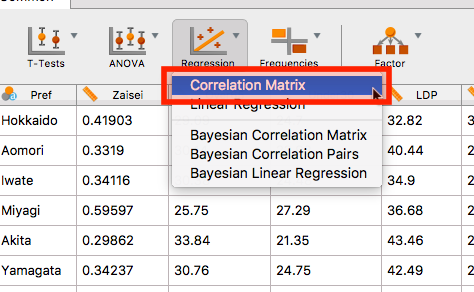 Common
T-Tests ANOVA Regression Frequencies Factor
Correlation Matrix
Linear Regression
Bayesian Correlation Matrix
Bayesian Correlation Pairs
Bayesian Linear Regression
Pref Zaisei LDP
Hokkaido 0.41903 32.82
Aomori 0.3319 40.44
Iwate 0.34116 34.9
Miyagi 0.59597 25.75 27.29 36.68
Akita 0.29862 33.84 21.35 43.46
Yamagata 0.34237 30.76 24.75 42.49